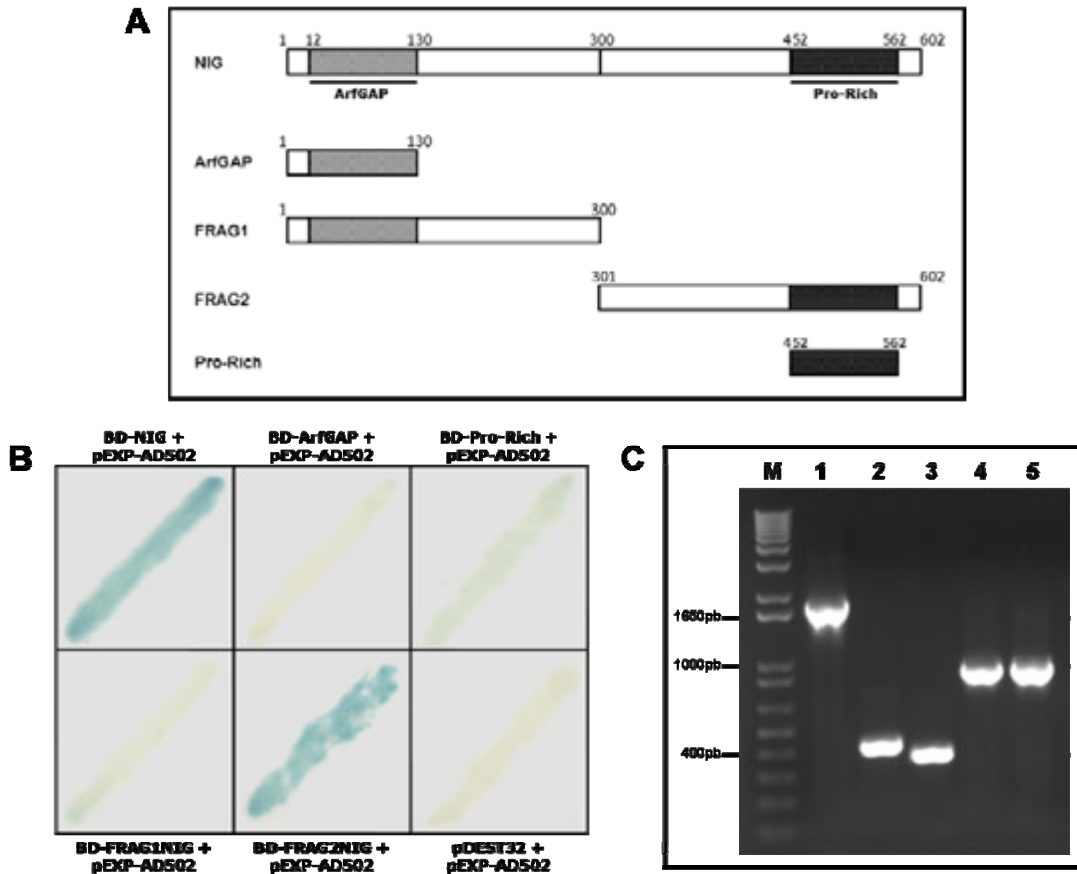 A
1 12 130 300 452 562 602
NIG
ArfGAP Pro-Rich
1 130
ArfGAP
1 300
FRAG1
301 602
FRAG2
452 562
Pro-Rich
B
BD-NIG + BD-ArfGAP + BD-Pro-Rich +
pEXP-AD502 pEXP-AD502 pEXP-AD502
BD-FRAG1NIG + BD-FRAG2NIG + pDEST32 +
pEXP-AD502 pEXP-AD502 pEXP-AD502
C
M 1 2 3 4 5
1650pb
1000pb
400pb